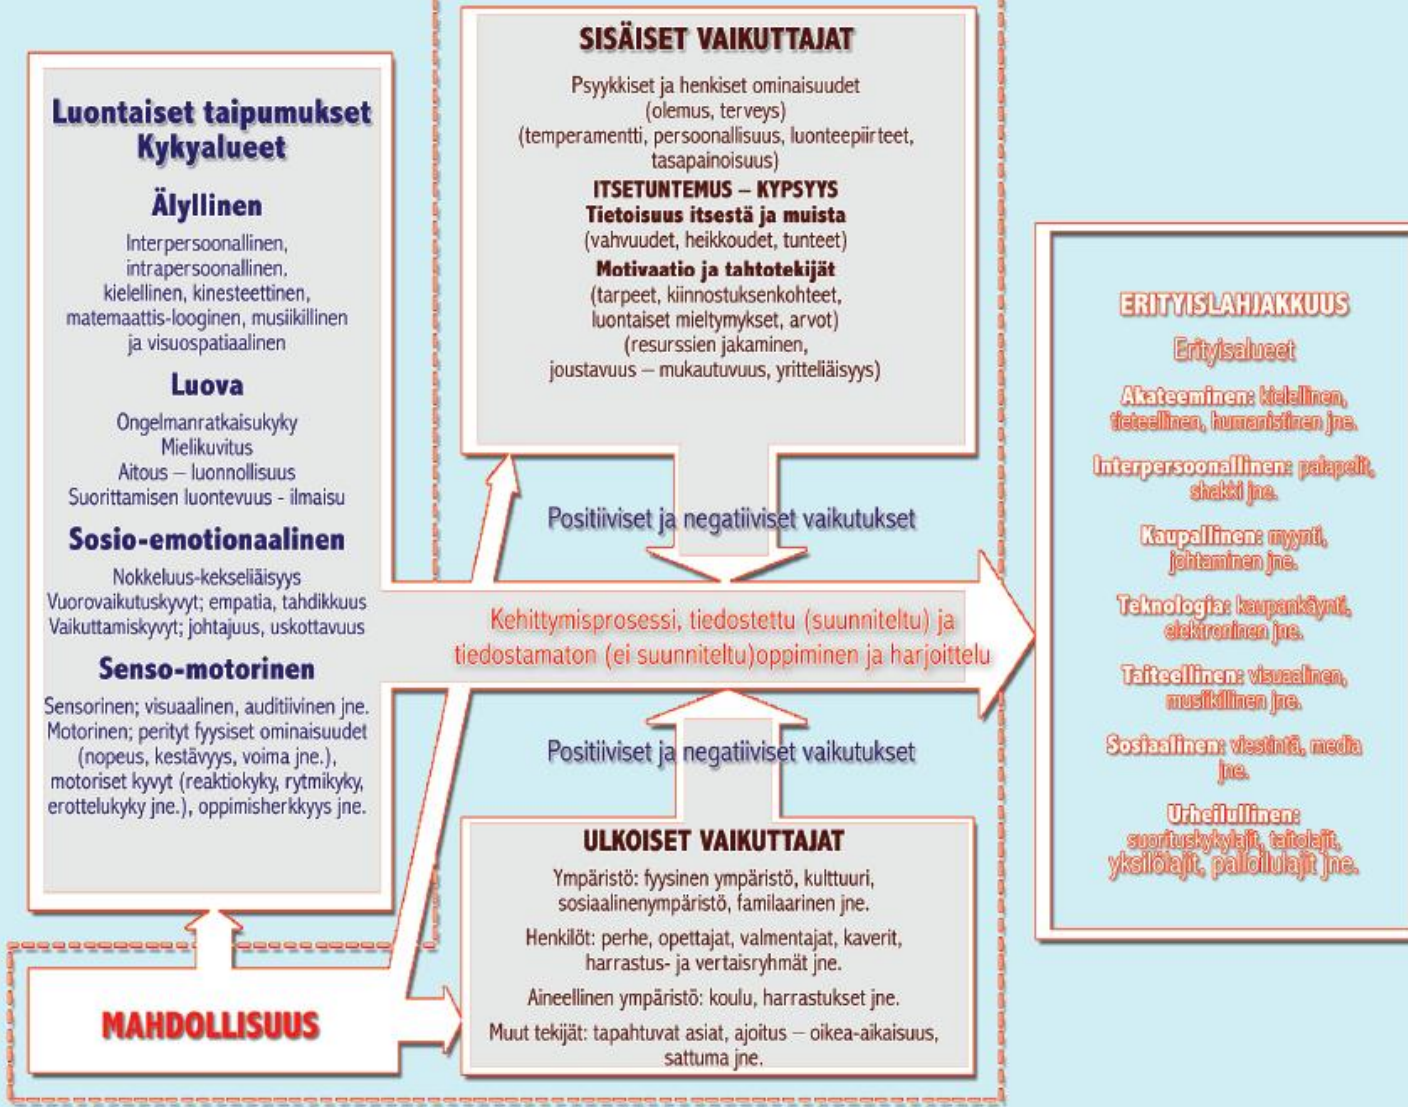 Luontaiset taipumukset
Kykyalueet
Älyllinen
Interpersoonallinen,
intrapersoonallinen,
kielellinen, kinesteettinen,
matemaattis-looginen, musiikillinen
ja visuospatiaalinen
Luova
Ongelmanratkaisukyky
Mielikuvitus
Aitous – luonnollisuus
Suorittamisen luontevuus - ilmaisu
Sosio-emotionaalinen
Nokkeluus-kekseliäisyys
Vuorovaikutuskyvyt; empatia, tahdikkuus
Vaikuttamiskyvyt; johtajuus, uskottavuus
Senso-motorinen
Sensorinen; visuaalinen, auditiivinen jne.
Motorinen; perityt fyysiset ominaisuudet
(nopeus, kestävyys, voima jne.),
motoriset kyvyt (reaktiokyky, rytmikyky,
erottelukyky jne.), oppimisherkkyys jne.
MAHDOLLISUUS
SISÄISET VAIKUTTAJAT
Psyykkiset ja henkiset ominaisuudet
(olemus, terveys)
(temperamentti, persoonallisuus, luonteepiirteet,
tasapainoisuus)
ITSETUNTEMUS – KYPSYYS
Tietoisuus itsestä ja muista
(vahvuudet, heikkoudet, tunteet)
Motivaatio ja tahtotekijät
(tarpeet, kiinnostuksenkohteet,
luontaiset mieltymykset, arvot)
(resurssien jakaminen,
joustavuus – mukautuvuus, yritteliäisyys)
Positiiviset ja negatiiviset vaikutukset
Kehittymisprosessi, tiedostettu (suunniteltu) ja
tiedostamaton (ei suunniteltu)oppiminen ja harjoittelu
Positiiviset ja negatiiviset vaikutukset
ULKOISET VAIKUTTAJAT
Ympäristö: fyysinen ympäristö, kulttuuri,
sosiaalinenympäristö, familaarinen jne.
Henkilöt: perhe, opettajat, valmentajat, kaverit,
harrastus- ja vertaisryhmät jne.
Aineellinen ympäristö: koulu, harrastukset jne.
Muut tekijät: tapahtuvat asiat, ajoitus – oikea-aikaisuus,
sattuma jne.
ERITYISLAHJAKKUUS
Erityisalueet
Akateeminen: kielellinen,
tieteellinen, humanistinen jne.
Interpersoonallinen: palapelit,
shakki jne.
Kaupallinen: myynti,
johtaminen jne.
Teknologia: kaupankäynti,
elektroninen jne.
Taiteellinen: visuaalinen,
musiikillinen jne.
Sosiaalinen: viestintä, media
jne.
Urheilullinen:
suorituskykylajit, taitolajit,
yksilölajit, palloilulajit jne.